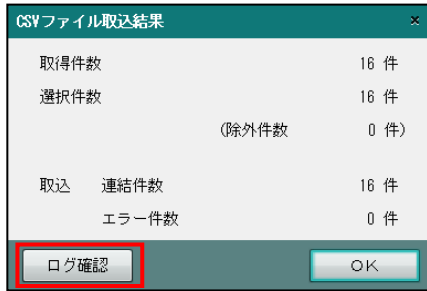 CSVファイル取込結果
取得件数 16 件
選択件数 16 件
(除外件数 0 件)
取込 連結件数 16 件
エラー件数 0 件
ログ確認 OK